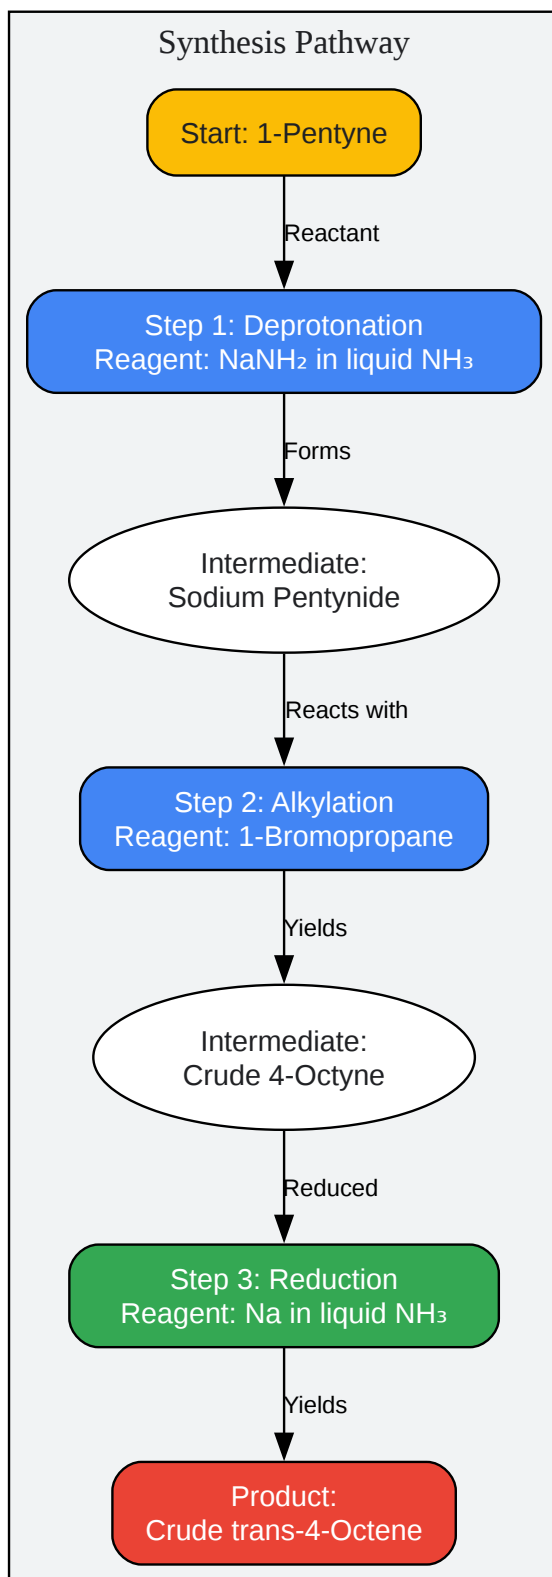 Synthesis Pathway
Start: 1-Pentyne
Reactant
Step 1: Deprotonation
Reagent: NaNH₂ in liquid NH₃
Forms
Intermediate:
Sodium Pentynide
Reacts with
Step 2: Alkylation
Reagent: 1-Bromopropane
Yields
Intermediate:
Crude 4-Octyne
Reduced
Step 3: Reduction
Reagent: Na in liquid NH₃
Yields
Product:
Crude trans-4-Octene